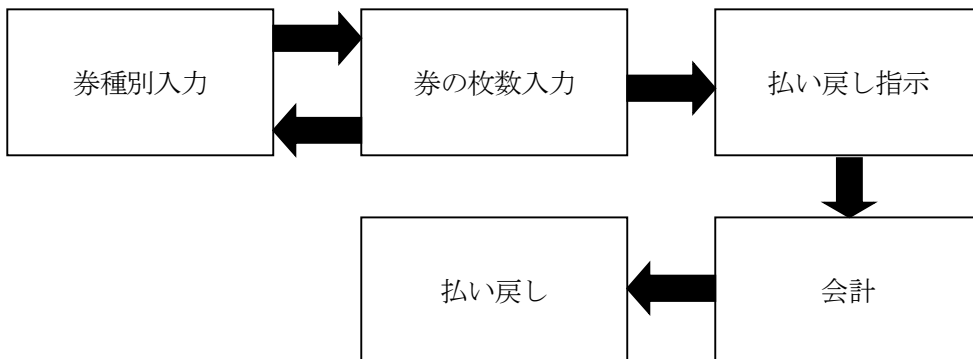 券種別入力
券の枚数入力
払い戻し指示
払い戻し
会計